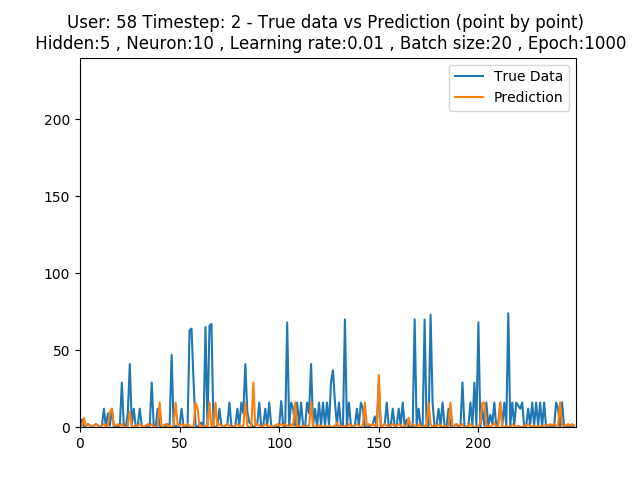 User: 58 Timestep: 2 - True data vs Prediction (point by point)
Hidden:5 , Neuron:10 , Learning rate:0.01 , Batch size:20 , Epoch:1000
True Data
Prediction
200
150
100
50
0
0 50 100 150 200